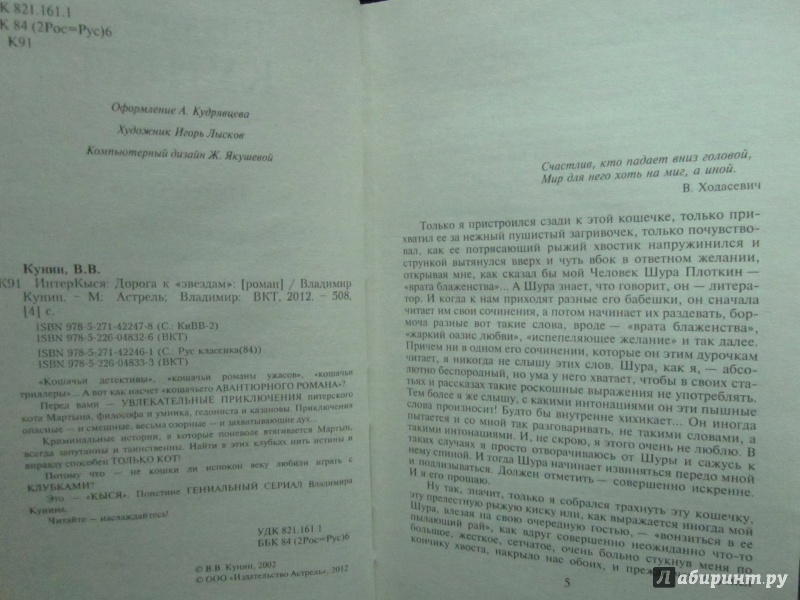 К 821.161.1
К 84 (2Рос=Рус)6
К91
Оформление А. Кудрявцева
Художник Игорь Лысков
Компьютерный дизайн Ж. Якушевой
Кунин, В.В.
К91 ИнтерКыся: Дорога к «звездам»: [роман] / Владимир
Кунин. – М: Астрель; Владимир: ВКТ, 2012. – 508,
[4] с.
ISBN 978-5-271-42247-8 (С.: КиВВ-2)
ISBN 978-5-226-04832-6 (ВКТ)
ISBN 978-5-271-42246-1 (С.: Рус классика(84))
ISBN 978-5-226-04833-3 (ВКТ)
«Кошачьи детективы», «кошачьи романы ужасов», «кошачьи
триллеры»... А вот как насчет «кошачьего АВАНТЮРНОГО РОМАНА»?
Перед вами – УВЛЕКАТЕЛЬНЫЕ ПРИКЛЮЧЕНИЯ питерского
кота Мартына, философа и умника, гедониста и казановы. Приключения
опасные – и смешные, весьма озорные – и захватывающие дух...
Криминальные истории, в которые поневоле втягивается Мартын,
всегда запутанны и таинственны. Найти в этих клубках нить истины и
вправду способен ТОЛЬКО КОТ!
Потому что – не кошки ли испокон веку любили играть с
КЛУБКАМИ?
Это – «КЫСЯ». Поистине ГЕНИАЛЬНЫЙ СЕРИАЛ Владимира
Кунина.
Читайте – наслаждайтесь!
УДК 821.161.1
ББК 84 (2Рос=Рус)6
© В.В. Кунин, 2002
© ООО «Издательство Астрель», 2012
Счастлив, кто падает вниз головой,
Мир для него хоть на миг, а иной.
В. Ходасевич
Только я пристроился сзади к этой кошечке, только при-
хватил ее за нежный пушистый загривочек, только почувство-
вал, как ее потрясающий рыжий хвостик напружинился и
стрункой вытянулся вверх и чуть вбок в ответном желании,
открывая мне, как сказал бы мой Человек Шура Плоткин –
«врата блаженства»... А Шура знает, что говорит, он – литера-
тор. И когда к нам приходят разные его бабешки, он сначала
читает им свои сочинения, а потом начинает их раздевать, бор-
моча разные вот такие слова, вроде – «врата блаженства»,
«жаркий оазис любви», «испепеляющее желание» и так далее.
Причем ни в одном его сочинении, которые он этим дурочкам
читает, я никогда не слышу этих слов. Шура, как я, – абсо-
лютно беспородный, но ума у него хватает, чтобы в своих ста-
тьях и рассказах такие роскошные выражения не употреблять.
Тем более я же слышу, с какими интонациями он эти пышные
слова произносит! Будто бы внутренне хихикает... Он иногда
пытается и со мной так разговаривать, не такими словами, а
такими интонациями. И, не скрою, я этого очень не люблю. В
таких случаях я просто отворачиваюсь от Шуры и сажусь к
нему спиной. И тогда Шура начинает извиняться передо мной
и подлизываться. Должен отметить – совершенно искренне.
И я его прощаю.
Ну так, значит, только я собрался трахнуть эту кошечку,
эту прелестную рыжую киску или, как выражается иногда мой
Шура, влезая на свою очередную гостью, – «вонзиться в ее
пылающий рай», как вдруг совершенно неожиданно что-то
большое, жесткое, сетчатое, очень больно стукнув меня по
кончику хвоста, накрыло нас обоих, и преж
5
Лабиринт.ру